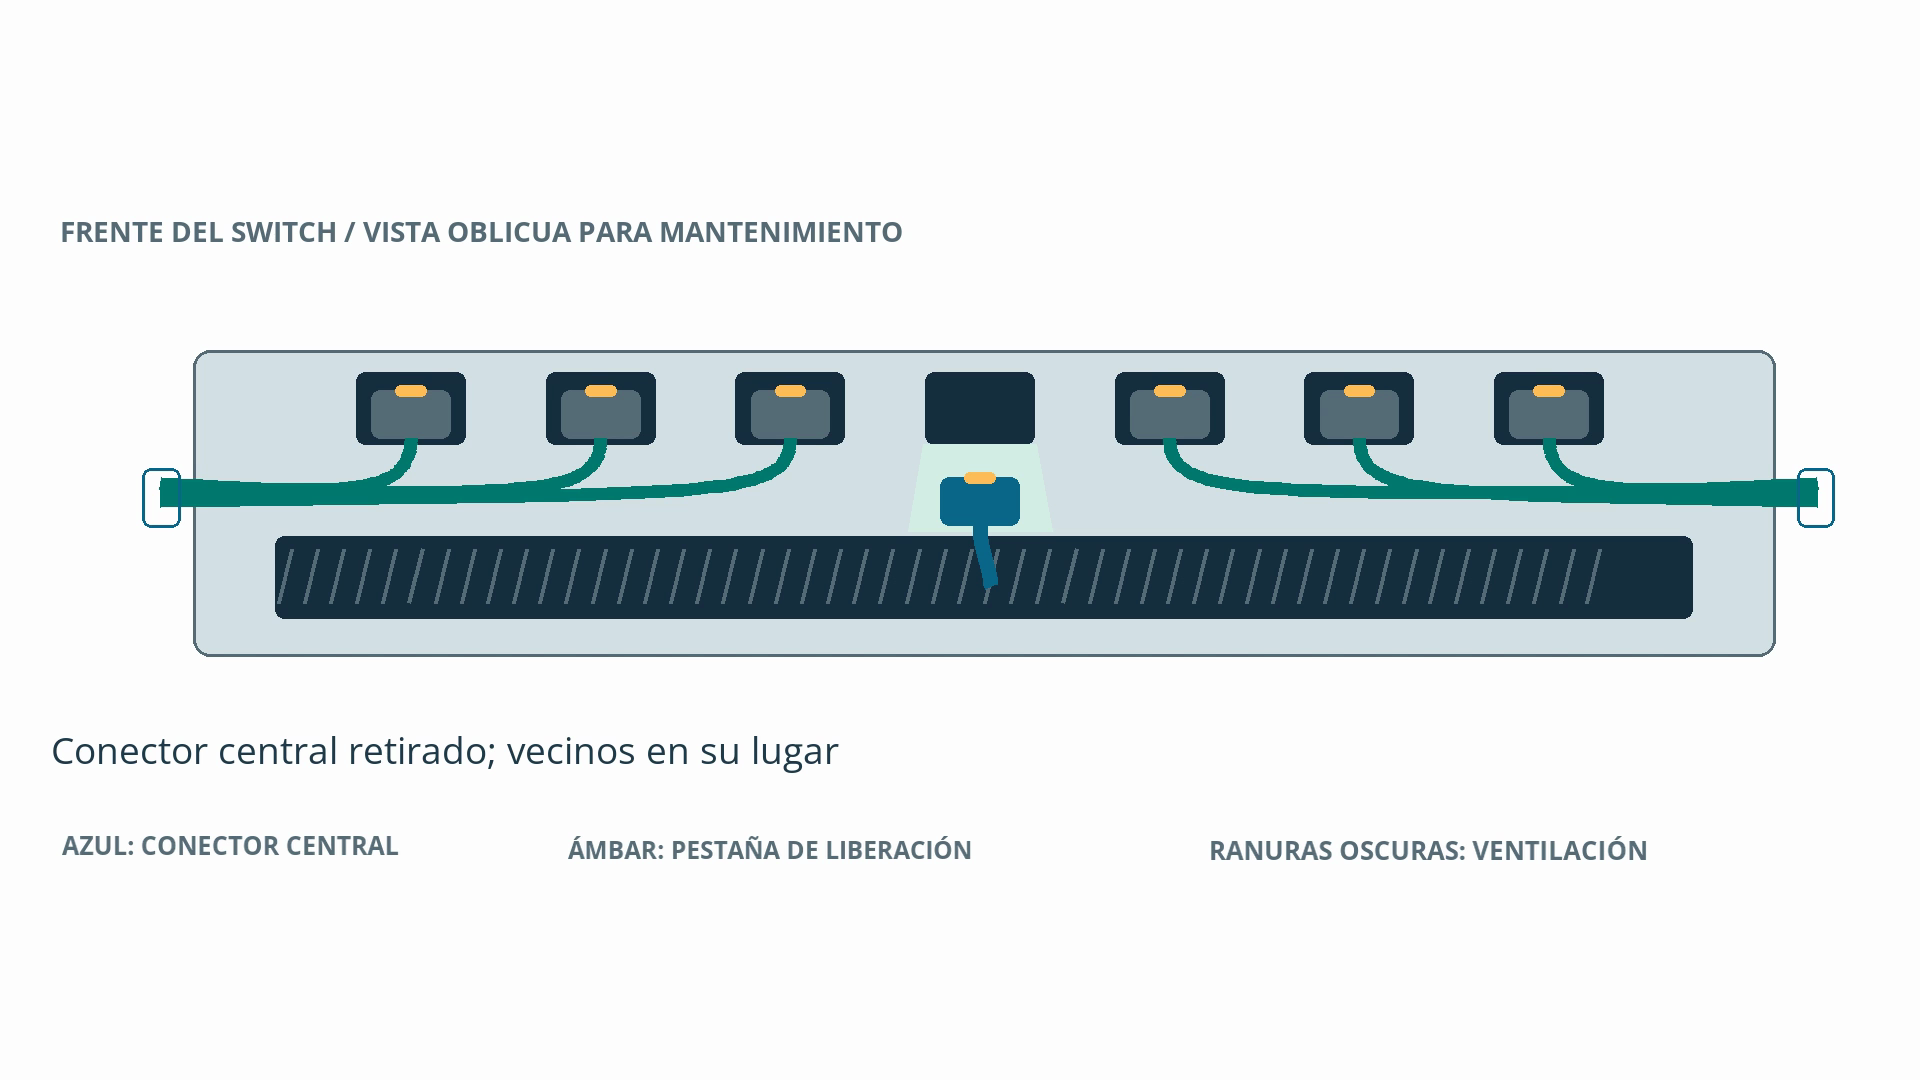 FRENTE DEL SWITCH / VISTA OBLICUA PARA MANTENIMIENTO
Conector central retirado; vecinos en su lugar
AZUL: CONECTOR CENTRAL
ÁMBAR: PESTAÑA DE LIBERACIÓN
RANURAS OSCURAS: VENTILACIÓN